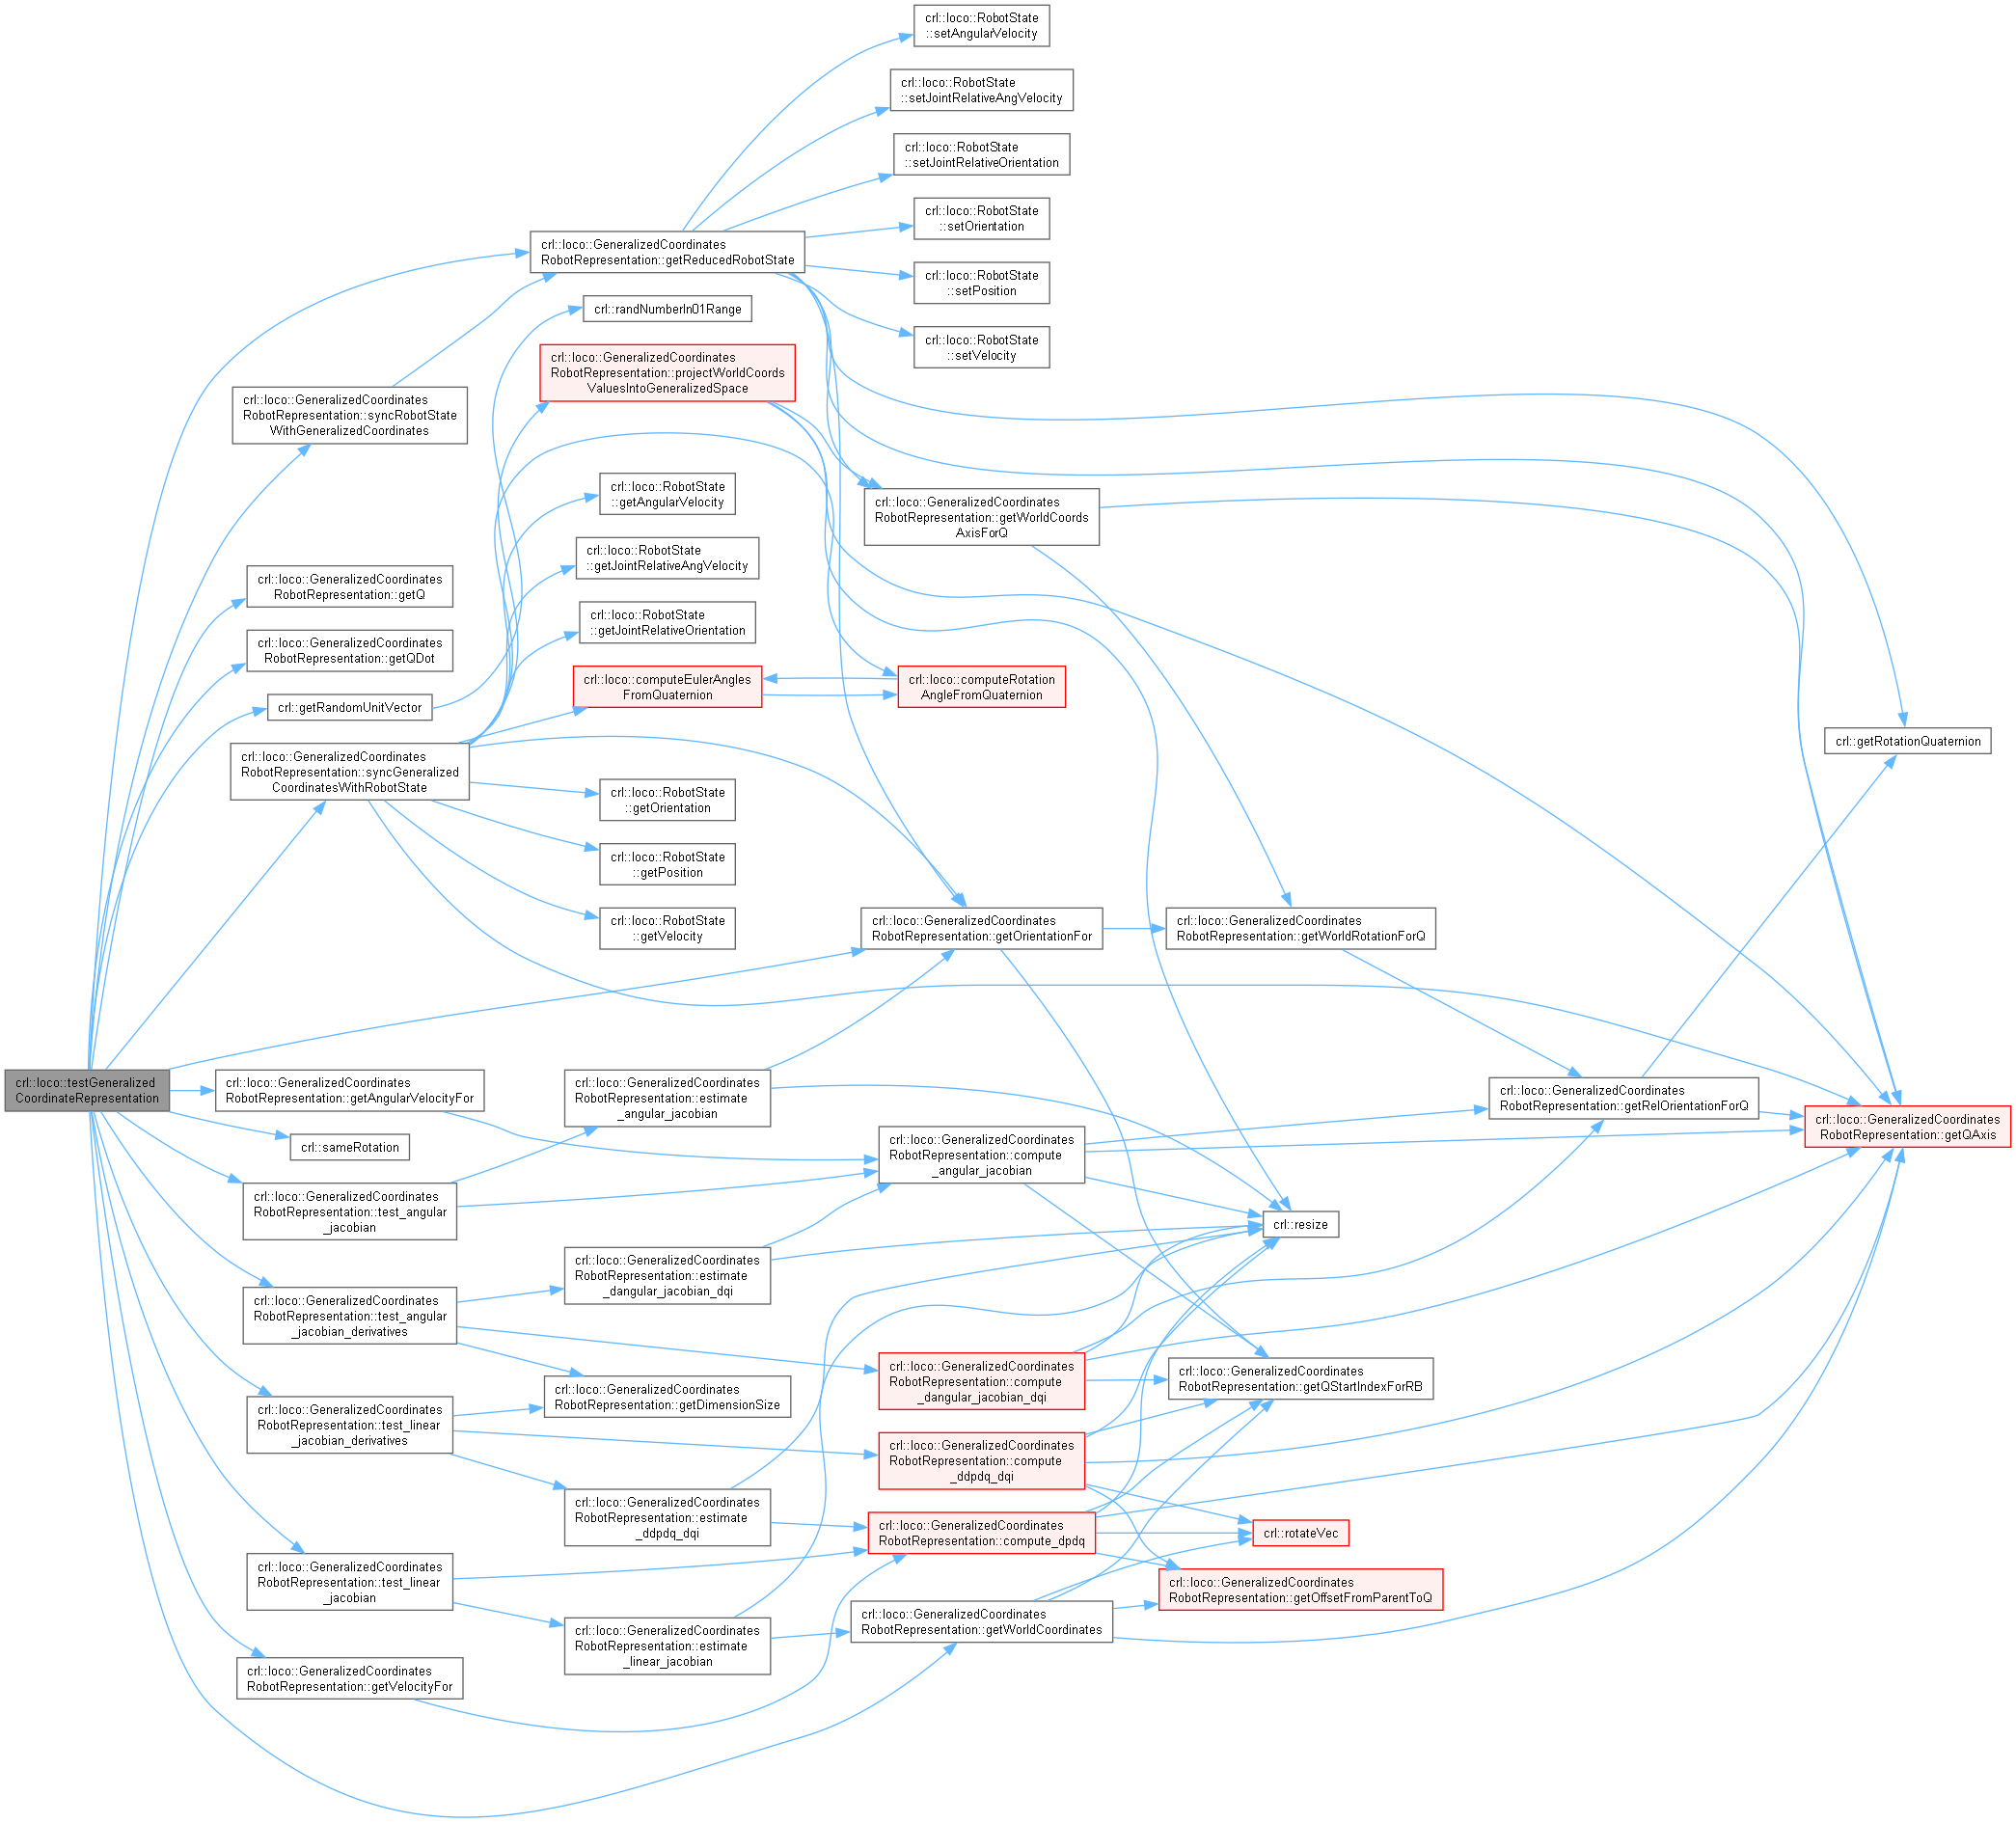 crl::loco::RobotState
::setAngularVelocity
crl::loco::RobotState
::setJointRelativeAngVelocity
crl::loco::RobotState
::setJointRelativeOrientation
crl::loco::RobotState
::setOrientation
crl::loco::GeneralizedCoordinates
RobotRepresentation::getReducedRobotState
crl::loco::RobotState
::setPosition
crl::randNumberIn01Range
crl::loco::RobotState
::setVelocity
crl::loco::GeneralizedCoordinates
RobotRepresentation::projectWorldCoords
ValuesIntoGeneralizedSpace
crl::loco::GeneralizedCoordinates
RobotRepresentation::syncRobotState
WithGeneralizedCoordinates
crl::loco::RobotState
::getAngularVelocity
crl::loco::GeneralizedCoordinates
RobotRepresentation::getWorldCoords
AxisForQ
crl::loco::RobotState
::getJointRelativeAngVelocity
crl::loco::GeneralizedCoordinates
RobotRepresentation::getQ
crl::loco::RobotState
::getJointRelativeOrientation
crl::loco::GeneralizedCoordinates
RobotRepresentation::getQDot
crl::loco::computeEulerAngles
FromQuaternion
crl::loco::computeRotation
AngleFromQuaternion
crl::getRandomUnitVector
crl::getRotationQuaternion
crl::loco::GeneralizedCoordinates
RobotRepresentation::syncGeneralized
CoordinatesWithRobotState
crl::loco::RobotState
::getOrientation
crl::loco::RobotState
::getPosition
crl::loco::RobotState
::getVelocity
crl::loco::GeneralizedCoordinates
RobotRepresentation::getOrientationFor
crl::loco::GeneralizedCoordinates
RobotRepresentation::getWorldRotationForQ
crl::loco::testGeneralized
CoordinateRepresentation
crl::loco::GeneralizedCoordinates
RobotRepresentation::getAngularVelocityFor
crl::loco::GeneralizedCoordinates
RobotRepresentation::estimate
_angular_jacobian
crl::loco::GeneralizedCoordinates
RobotRepresentation::getRelOrientationForQ
crl::loco::GeneralizedCoordinates
RobotRepresentation::getQAxis
crl::sameRotation
crl::loco::GeneralizedCoordinates
RobotRepresentation::compute
_angular_jacobian
crl::loco::GeneralizedCoordinates
RobotRepresentation::test_angular
_jacobian
crl::resize
crl::loco::GeneralizedCoordinates
RobotRepresentation::estimate
_dangular_jacobian_dqi
crl::loco::GeneralizedCoordinates
RobotRepresentation::test_angular
_jacobian_derivatives
crl::loco::GeneralizedCoordinates
RobotRepresentation::compute
_dangular_jacobian_dqi
crl::loco::GeneralizedCoordinates
RobotRepresentation::getQStartIndexForRB
crl::loco::GeneralizedCoordinates
RobotRepresentation::getDimensionSize
crl::loco::GeneralizedCoordinates
RobotRepresentation::test_linear
_jacobian_derivatives
crl::loco::GeneralizedCoordinates
RobotRepresentation::compute
_ddpdq_dqi
crl::loco::GeneralizedCoordinates
RobotRepresentation::estimate
_ddpdq_dqi
crl::loco::GeneralizedCoordinates
RobotRepresentation::compute_dpdq
crl::rotateVec
crl::loco::GeneralizedCoordinates
RobotRepresentation::test_linear
_jacobian
crl::loco::GeneralizedCoordinates
RobotRepresentation::getOffsetFromParentToQ
crl::loco::GeneralizedCoordinates
RobotRepresentation::estimate
_linear_jacobian
crl::loco::GeneralizedCoordinates
RobotRepresentation::getWorldCoordinates
crl::loco::GeneralizedCoordinates
RobotRepresentation::getVelocityFor